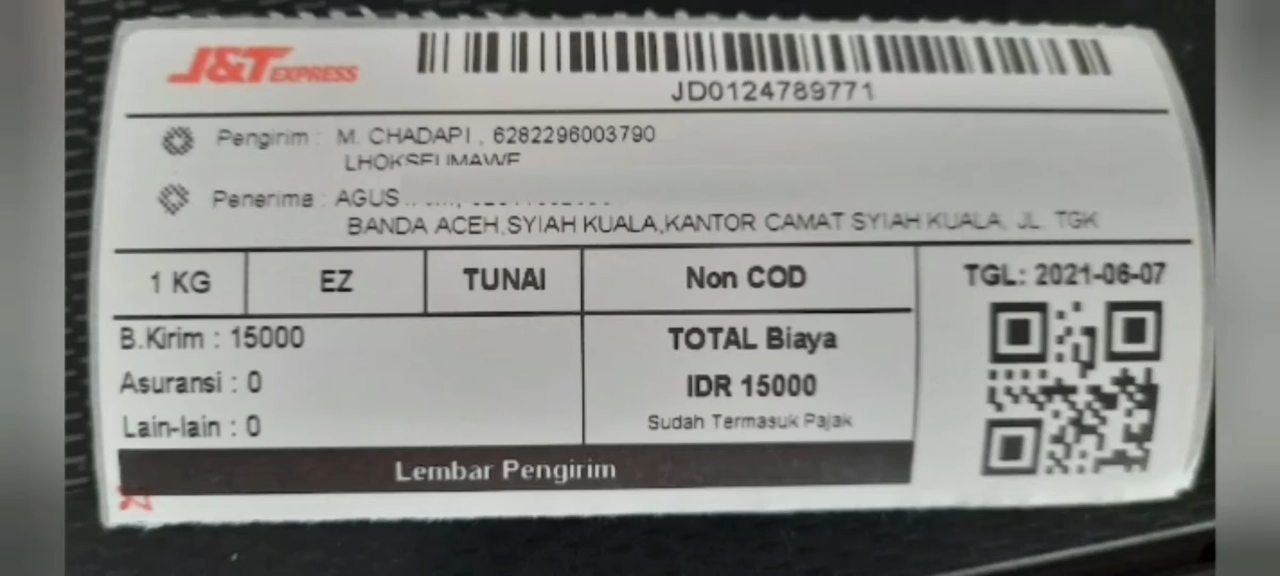 J&T EXPRESS
JD0124789771
Pengirim : M. CHADAPI , 6282296003790
LHOKSEUMAWE
Penerima : AGUS
BANDA ACEH,SYIAH KUALA,KANTOR CAMAT SYIAH KUALA, JL. TGK
1 KG EZ TUNAI Non COD
TGL: 2021-06-07
B.Kirim : 15000
Asuransi : 0
Lain-lain : 0
TOTAL Biaya
IDR 15000
Sudah Termasuk Pajak
Lembar Pengirim